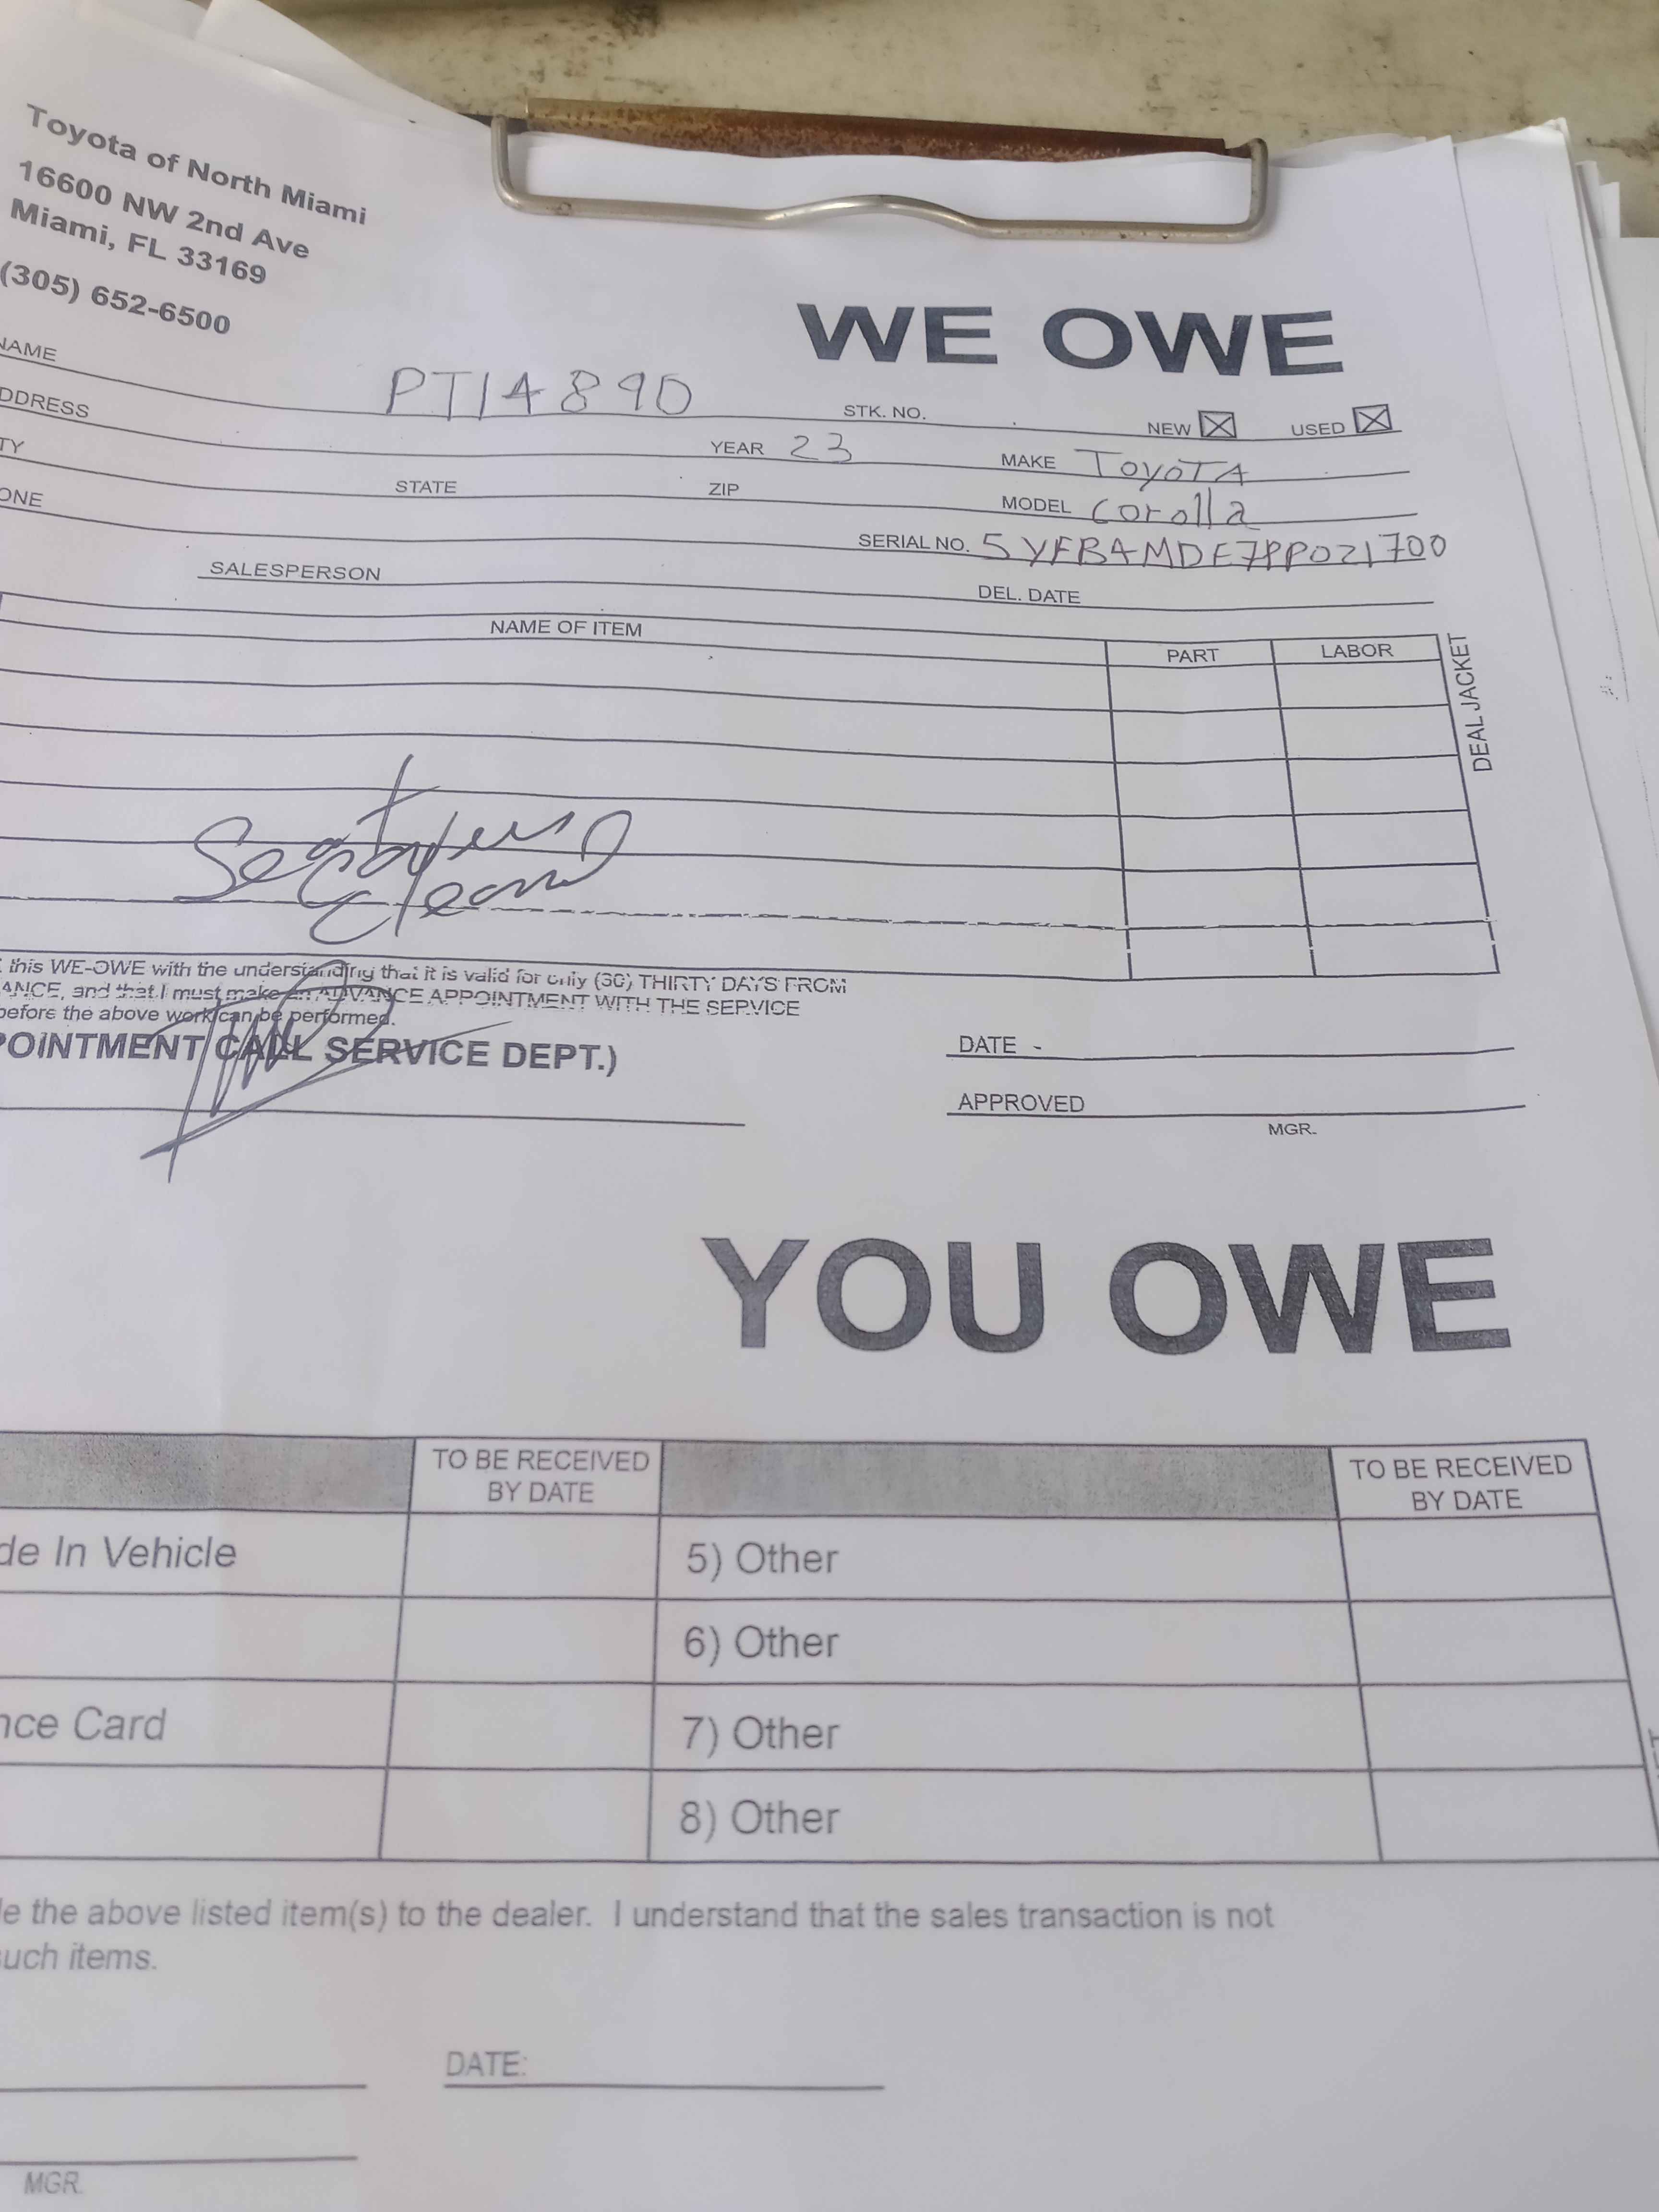 Toyota of North Miami
16600 NW 2nd Ave
Miami, FL 33169
(305) 652-6500
WE OWE
NAME PT14890 STK. NO. NEW USED
DDRESS YEAR 23 MAKE TOYOTA
TY STATE ZIP MODEL Corolla
ONE SERIAL NO. 5YFBAMDE7PP021700
SALESPERSON DEL. DATE
NAME OF ITEM PART LABOR
DEAL JACKET
Seat
Clean
this WE-OWE with the understanding that it is valid for only (30) THIRTY DAYS FROM
ANCE, and that I must make an ADVANCE APPOINTMENT WITH THE SERVICE
before the above work can be performed.
POINTMENT CALL SERVICE DEPT.)
DATE -
APPROVED
MGR.
YOU OWE
TO BE RECEIVED BY DATE TO BE RECEIVED BY DATE
de In Vehicle 5) Other
6) Other
nce Card 7) Other
8) Other
le the above listed item(s) to the dealer. I understand that the sales transaction is not
such items.
DATE:
MGR.